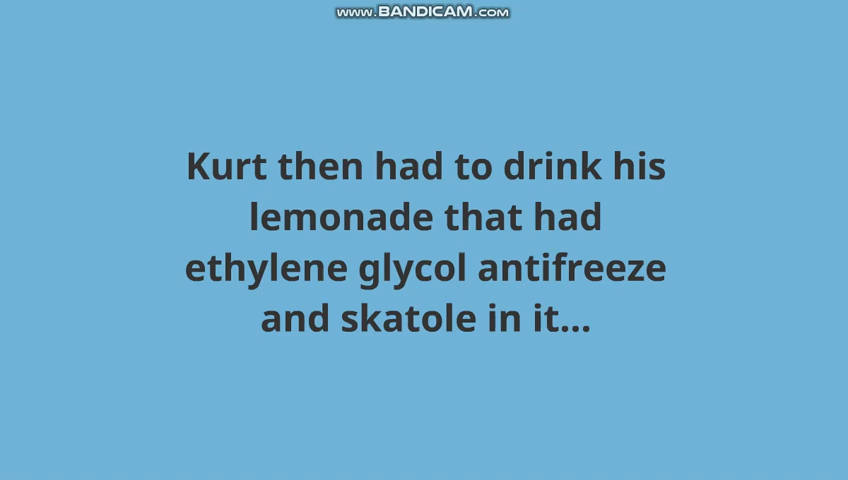 www.BANDICAM.com
Kurt then had to drink his
lemonade that had
ethylene glycol antifreeze
and skatole in it...